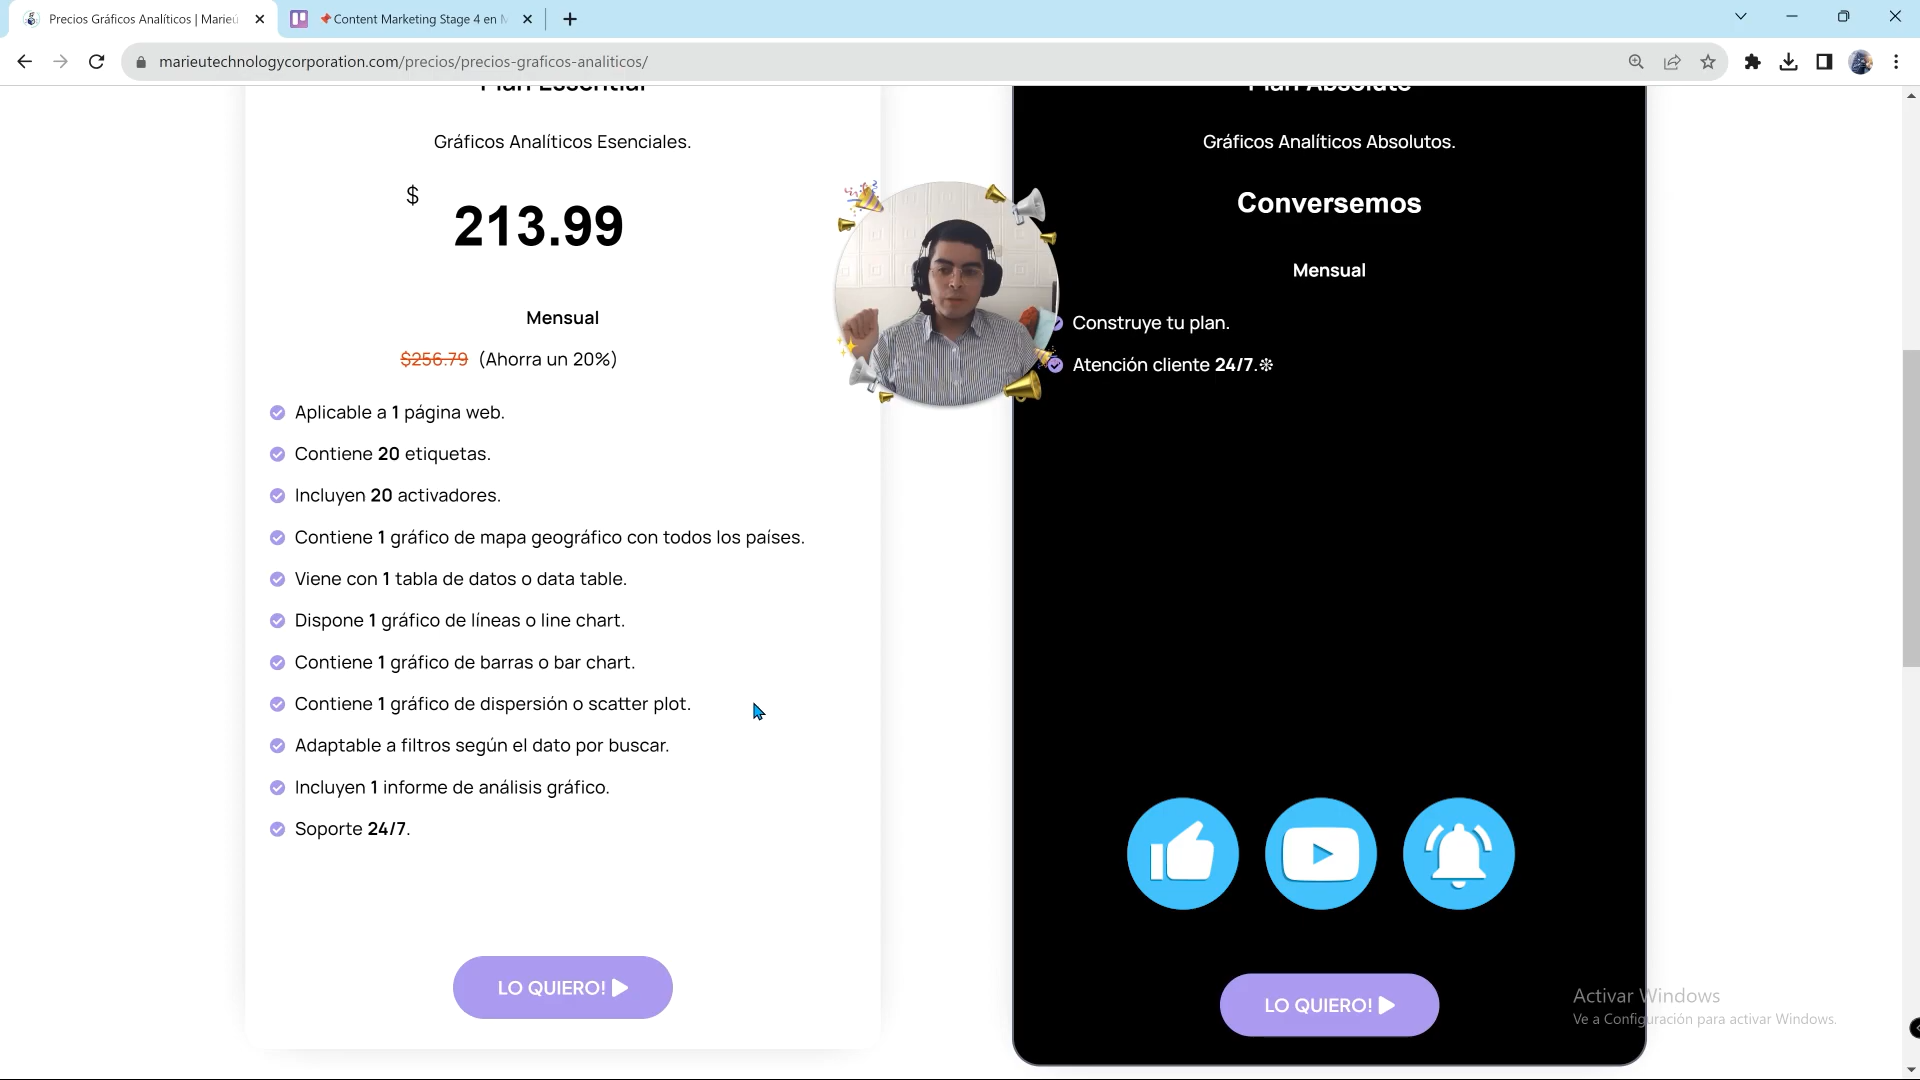 Precios Gráficos Analíticos | Marieú
Content Marketing Stage 4 en M
marieutechnologycorporation.com/precios/precios-graficos-analiticos/
Plan Essential
Gráficos Analíticos Esenciales.
$
213.99
Mensual
$256.79 (Ahorra un 20%)
Aplicable a 1 página web.
Contiene 20 etiquetas.
Incluyen 20 activadores.
Contiene 1 gráfico de mapa geográfico con todos los países.
Viene con 1 tabla de datos o data table.
Dispone 1 gráfico de líneas o line chart.
Contiene 1 gráfico de barras o bar chart.
Contiene 1 gráfico de dispersión o scatter plot.
Adaptable a filtros según el dato por buscar.
Incluyen 1 informe de análisis gráfico.
Soporte 24/7.
LO QUIERO!
Plan Absolute
Gráficos Analíticos Absolutos.
Conversemos
Mensual
Construye tu plan.
Atención cliente 24/7.❄
LO QUIERO!
Activar Windows
Ve a Configuración para activar Windows.